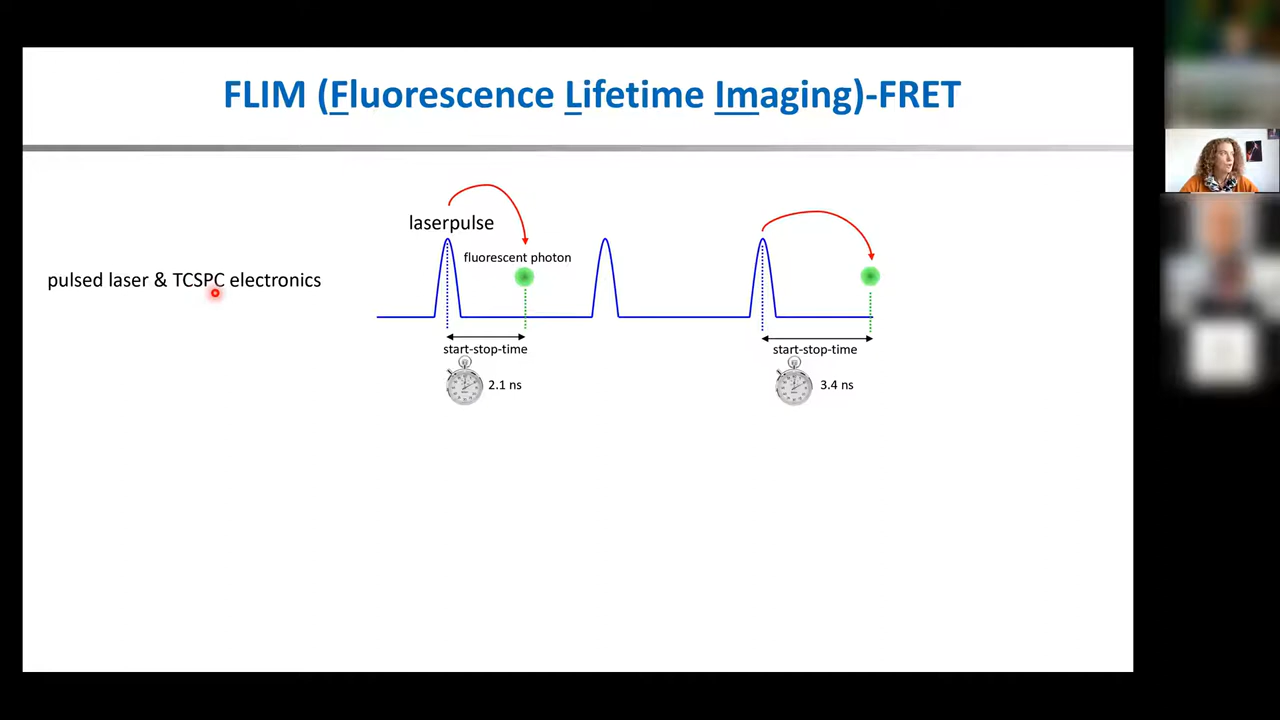 FLIM (Fluorescence Lifetime Imaging)-FRET
laserpulse
fluorescent photon
pulsed laser & TCSPC electronics
start-stop-time
start-stop-time
2.1 ns
3.4 ns